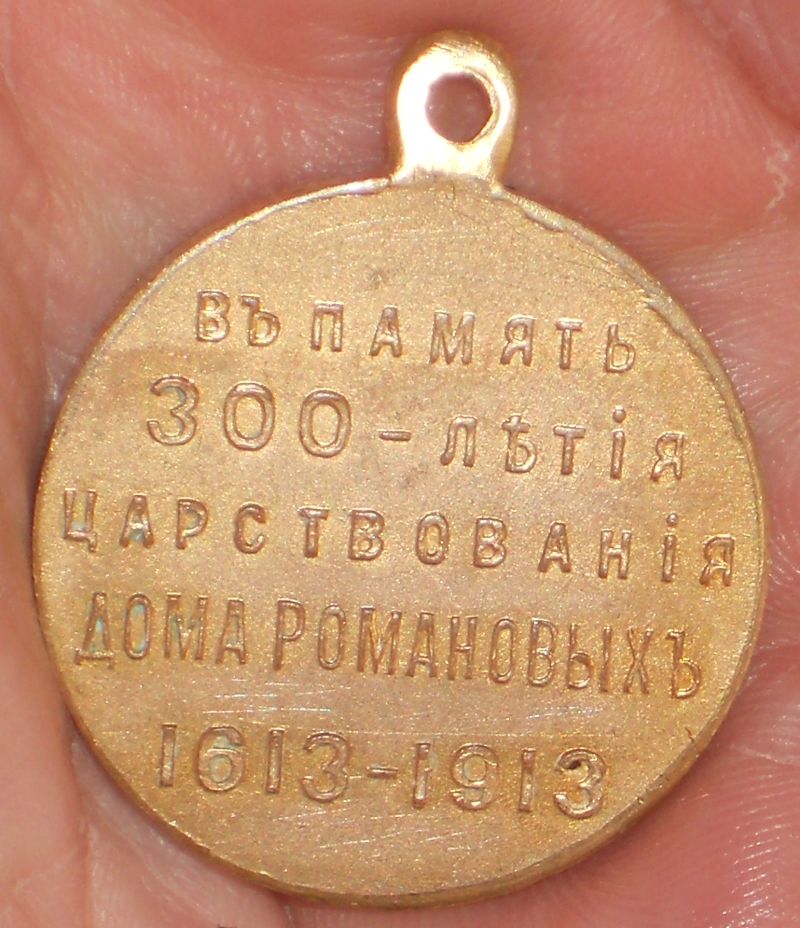 ВЪ ПАМЯТЬ
300-ЛѢТІЯ
ЦАРСТВОВАНІЯ
ДОМА РОМАНОВЫХЪ
1613-1913